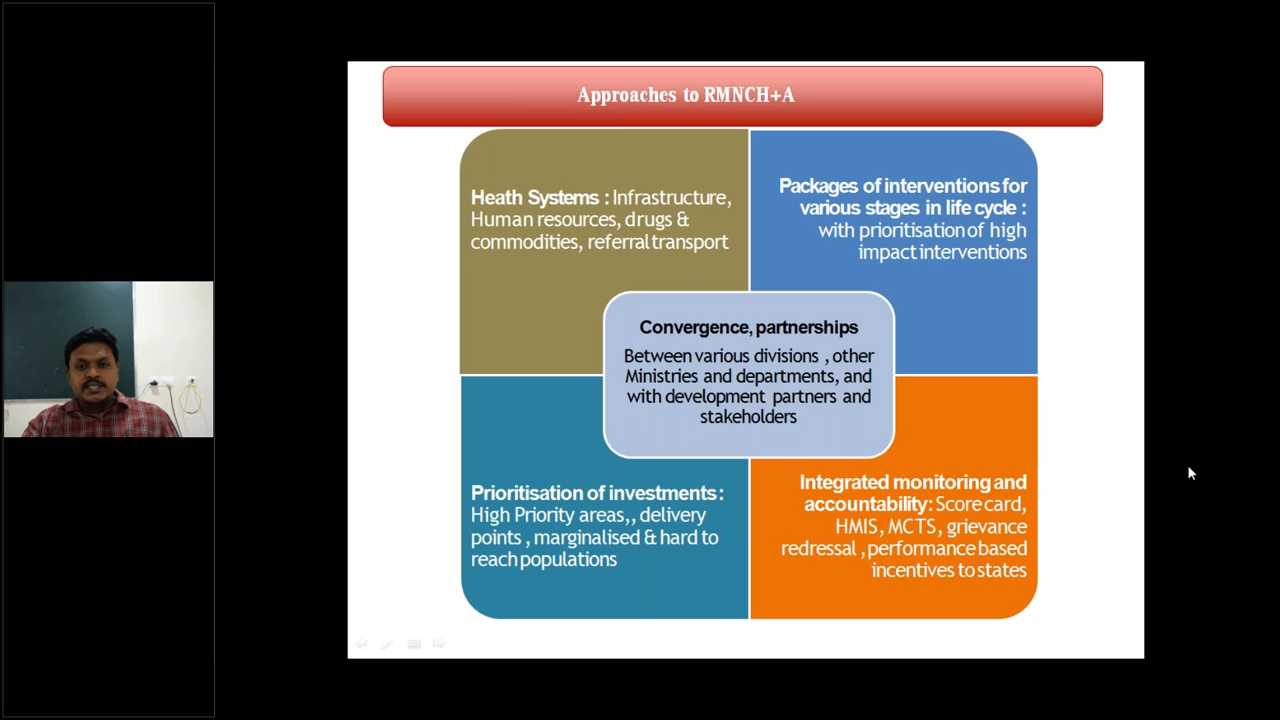 Approaches to RMNCH+A
Heath Systems : Infrastructure,
Human resources, drugs &
commodities, referral transport
Packages of interventions for
various stages in life cycle :
with prioritisation of high
impact interventions
Convergence, partnerships
Between various divisions , other
Ministries and departments, and
with development partners and
stakeholders
Prioritisation of investments :
High Priority areas,, delivery
points , marginalised & hard to
reach populations
Integrated monitoring and
accountability: Score card,
HMIS, MCTS, grievance
redressal , performance based
incentives to states